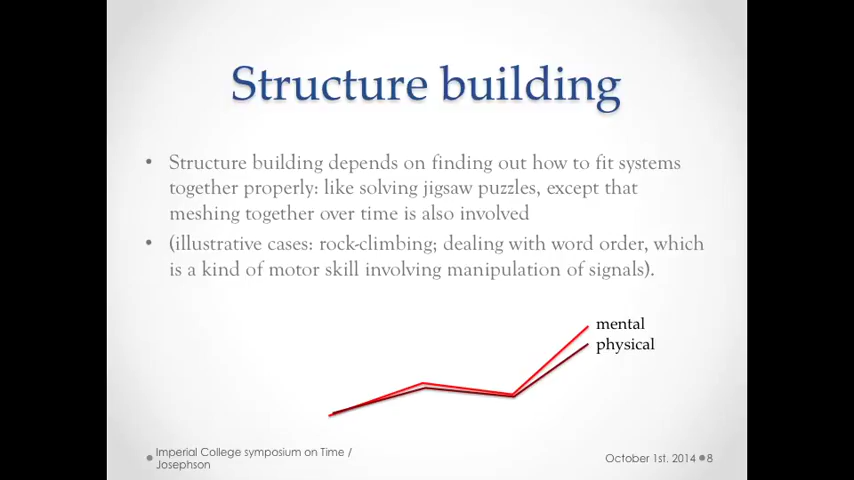 Structure building
• Structure building depends on finding out how to fit systems
together properly: like solving jigsaw puzzles, except that
meshing together over time is also involved
• (illustrative cases: rock-climbing; dealing with word order, which
is a kind of motor skill involving manipulation of signals).
mental
physical
Imperial College symposium on Time /
Josephson
October 1st. 2014 8